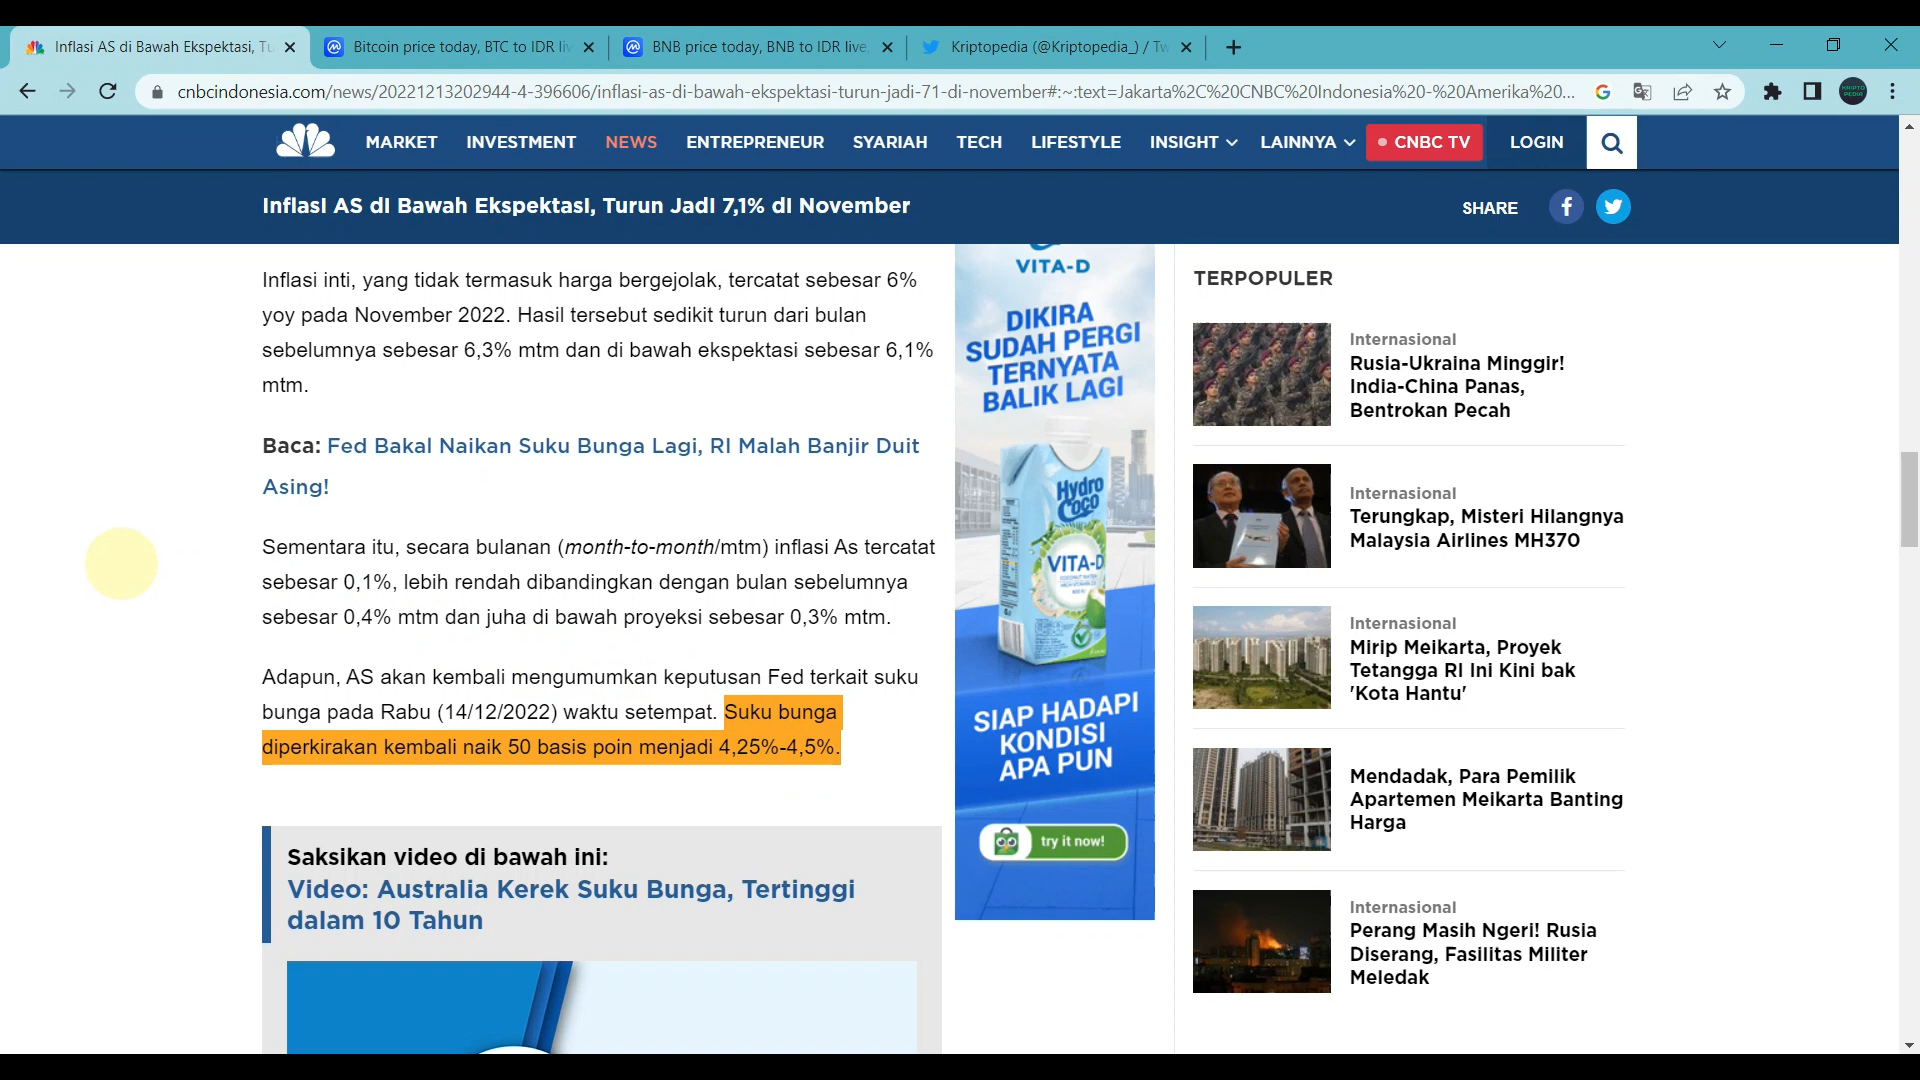 Inflasi AS di Bawah Ekspektasi, Tu
Bitcoin price today, BTC to IDR li
BNB price today, BNB to IDR live,
Kriptopedia (@Kriptopedia_) / Tw
cnbcindonesia.com/news/20221213202944-4-396606/inflasi-as-di-bawah-ekspektasi-turun-jadi-71-di-november#:~:text=Jakarta%2C%20CNBC%20Indonesia%20-%20Amerika%20...
KRIPTO
PEDIA
MARKET INVESTMENT NEWS ENTREPRENEUR SYARIAH TECH LIFESTYLE INSIGHT LAINNYA CNBC TV LOGIN
Inflasi AS di Bawah Ekspektasi, Turun Jadi 7,1% di November
SHARE
Inflasi inti, yang tidak termasuk harga bergejolak, tercatat sebesar 6%
yoy pada November 2022. Hasil tersebut sedikit turun dari bulan
sebelumnya sebesar 6,3% mtm dan di bawah ekspektasi sebesar 6,1%
mtm.
Baca: Fed Bakal Naikan Suku Bunga Lagi, RI Malah Banjir Duit
Asing!
Sementara itu, secara bulanan (month-to-month/mtm) inflasi As tercatat
sebesar 0,1%, lebih rendah dibandingkan dengan bulan sebelumnya
sebesar 0,4% mtm dan juha di bawah proyeksi sebesar 0,3% mtm.
Adapun, AS akan kembali mengumumkan keputusan Fed terkait suku
bunga pada Rabu (14/12/2022) waktu setempat. Suku bunga
diperkirakan kembali naik 50 basis poin menjadi 4,25%-4,5%.
Saksikan video di bawah ini:
Video: Australia Kerek Suku Bunga, Tertinggi
dalam 10 Tahun
VITA-D
DIKIRA
SUDAH PERGI
TERNYATA
BALIK LAGI
Hydro
Coco
VITA-D
SIAP HADAPI
KONDISI
APA PUN
try it now!
TERPOPULER
Internasional
Rusia-Ukraina Minggir!
India-China Panas,
Bentrokan Pecah
Internasional
Terungkap, Misteri Hilangnya
Malaysia Airlines MH370
Internasional
Mirip Meikarta, Proyek
Tetangga RI Ini Kini bak
'Kota Hantu'
Mendadak, Para Pemilik
Apartemen Meikarta Banting
Harga
Internasional
Perang Masih Ngeri! Rusia
Diserang, Fasilitas Militer
Meledak